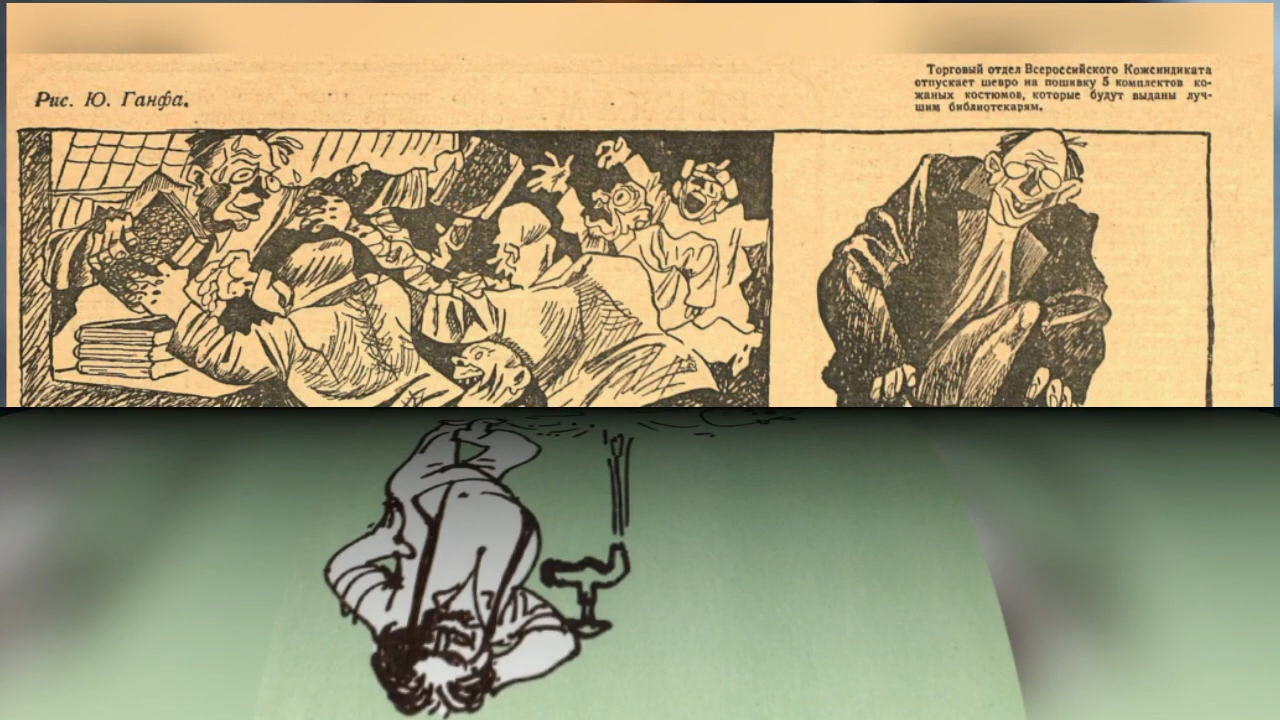 Рис. Ю. Ганфа.
Торговый отдел Всероссийского Кожсиндиката
отпускает шевро на пошивку 5 комплектов ко-
жаных костюмов, которые будут выданы луч-
шим библиотекарям.